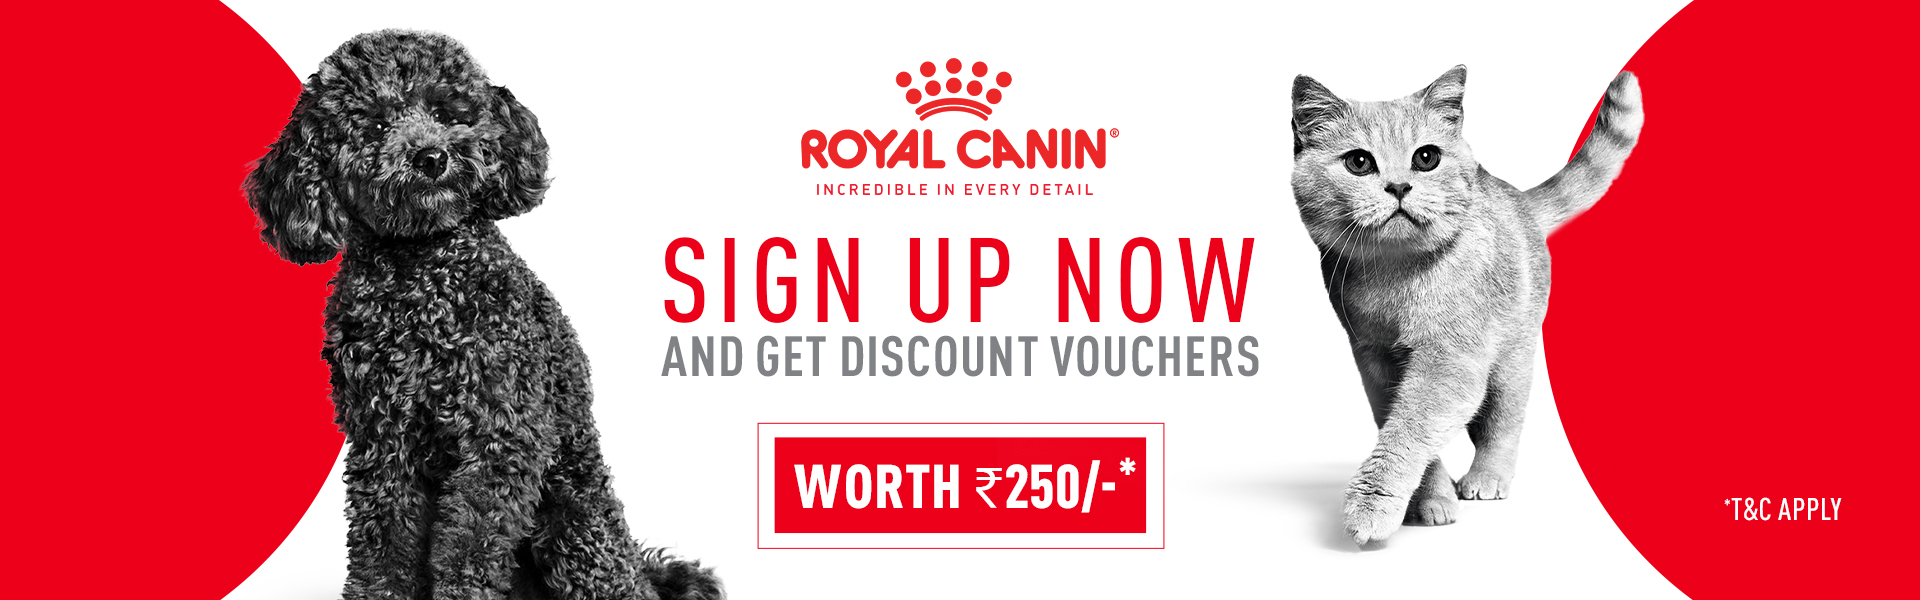 ROYAL CANIN®
INCREDIBLE IN EVERY DETAIL
SIGN UP NOW
AND GET DISCOUNT VOUCHERS
WORTH ₹250/-*
*T&C APPLY